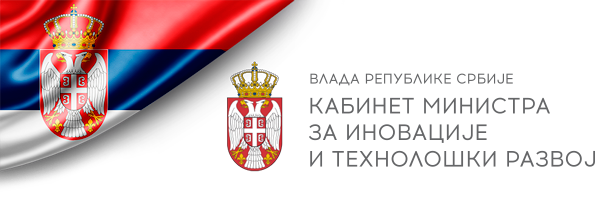 ВЛАДА РЕПУБЛИКЕ СРБИЈЕ
КАБИНЕТ МИНИСТРА
ЗА ИНОВАЦИЈЕ
И ТЕХНОЛОШКИ РАЗВОЈ